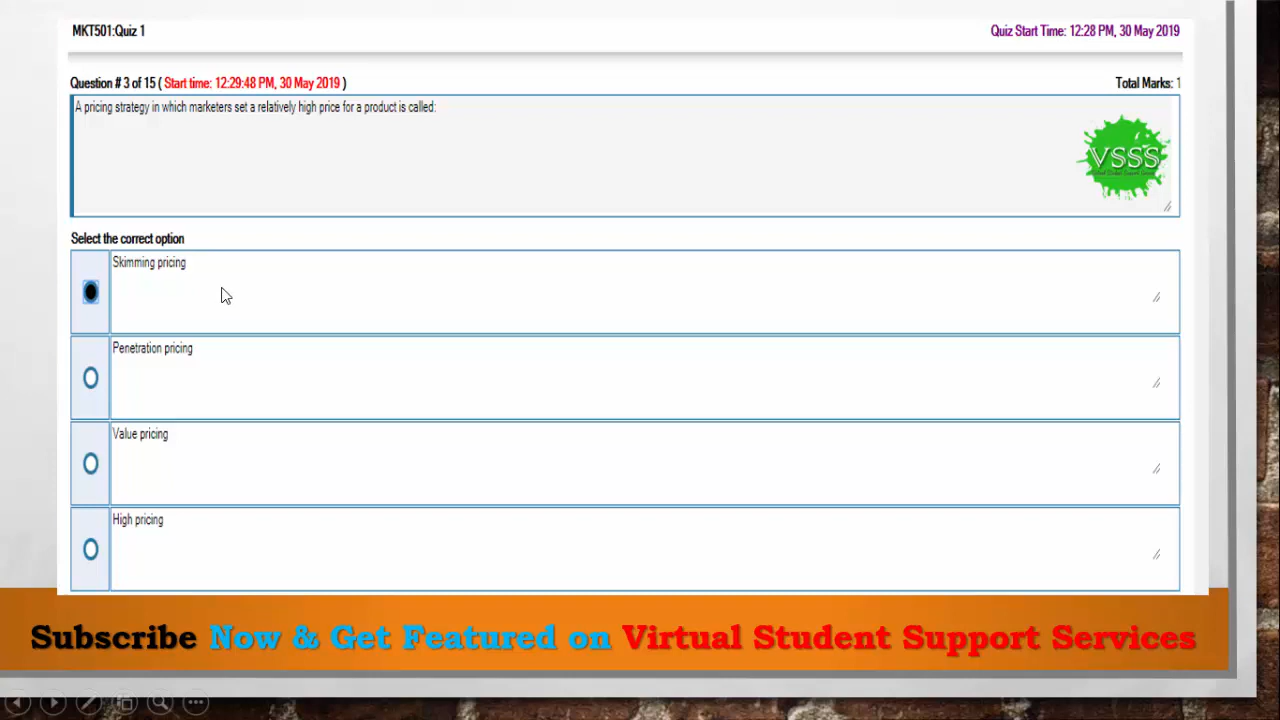 MKT501:Quiz 1
Quiz Start Time: 12:28 PM, 30 May 2019
Question # 3 of 15 ( Start time: 12:29:48 PM, 30 May 2019 )
Total Marks: 1
A pricing strategy in which marketers set a relatively high price for a product is called:
VSSS
Select the correct option
Skimming pricing
Penetration pricing
Value pricing
High pricing
Subscribe Now & Get Featured on Virtual Student Support Services